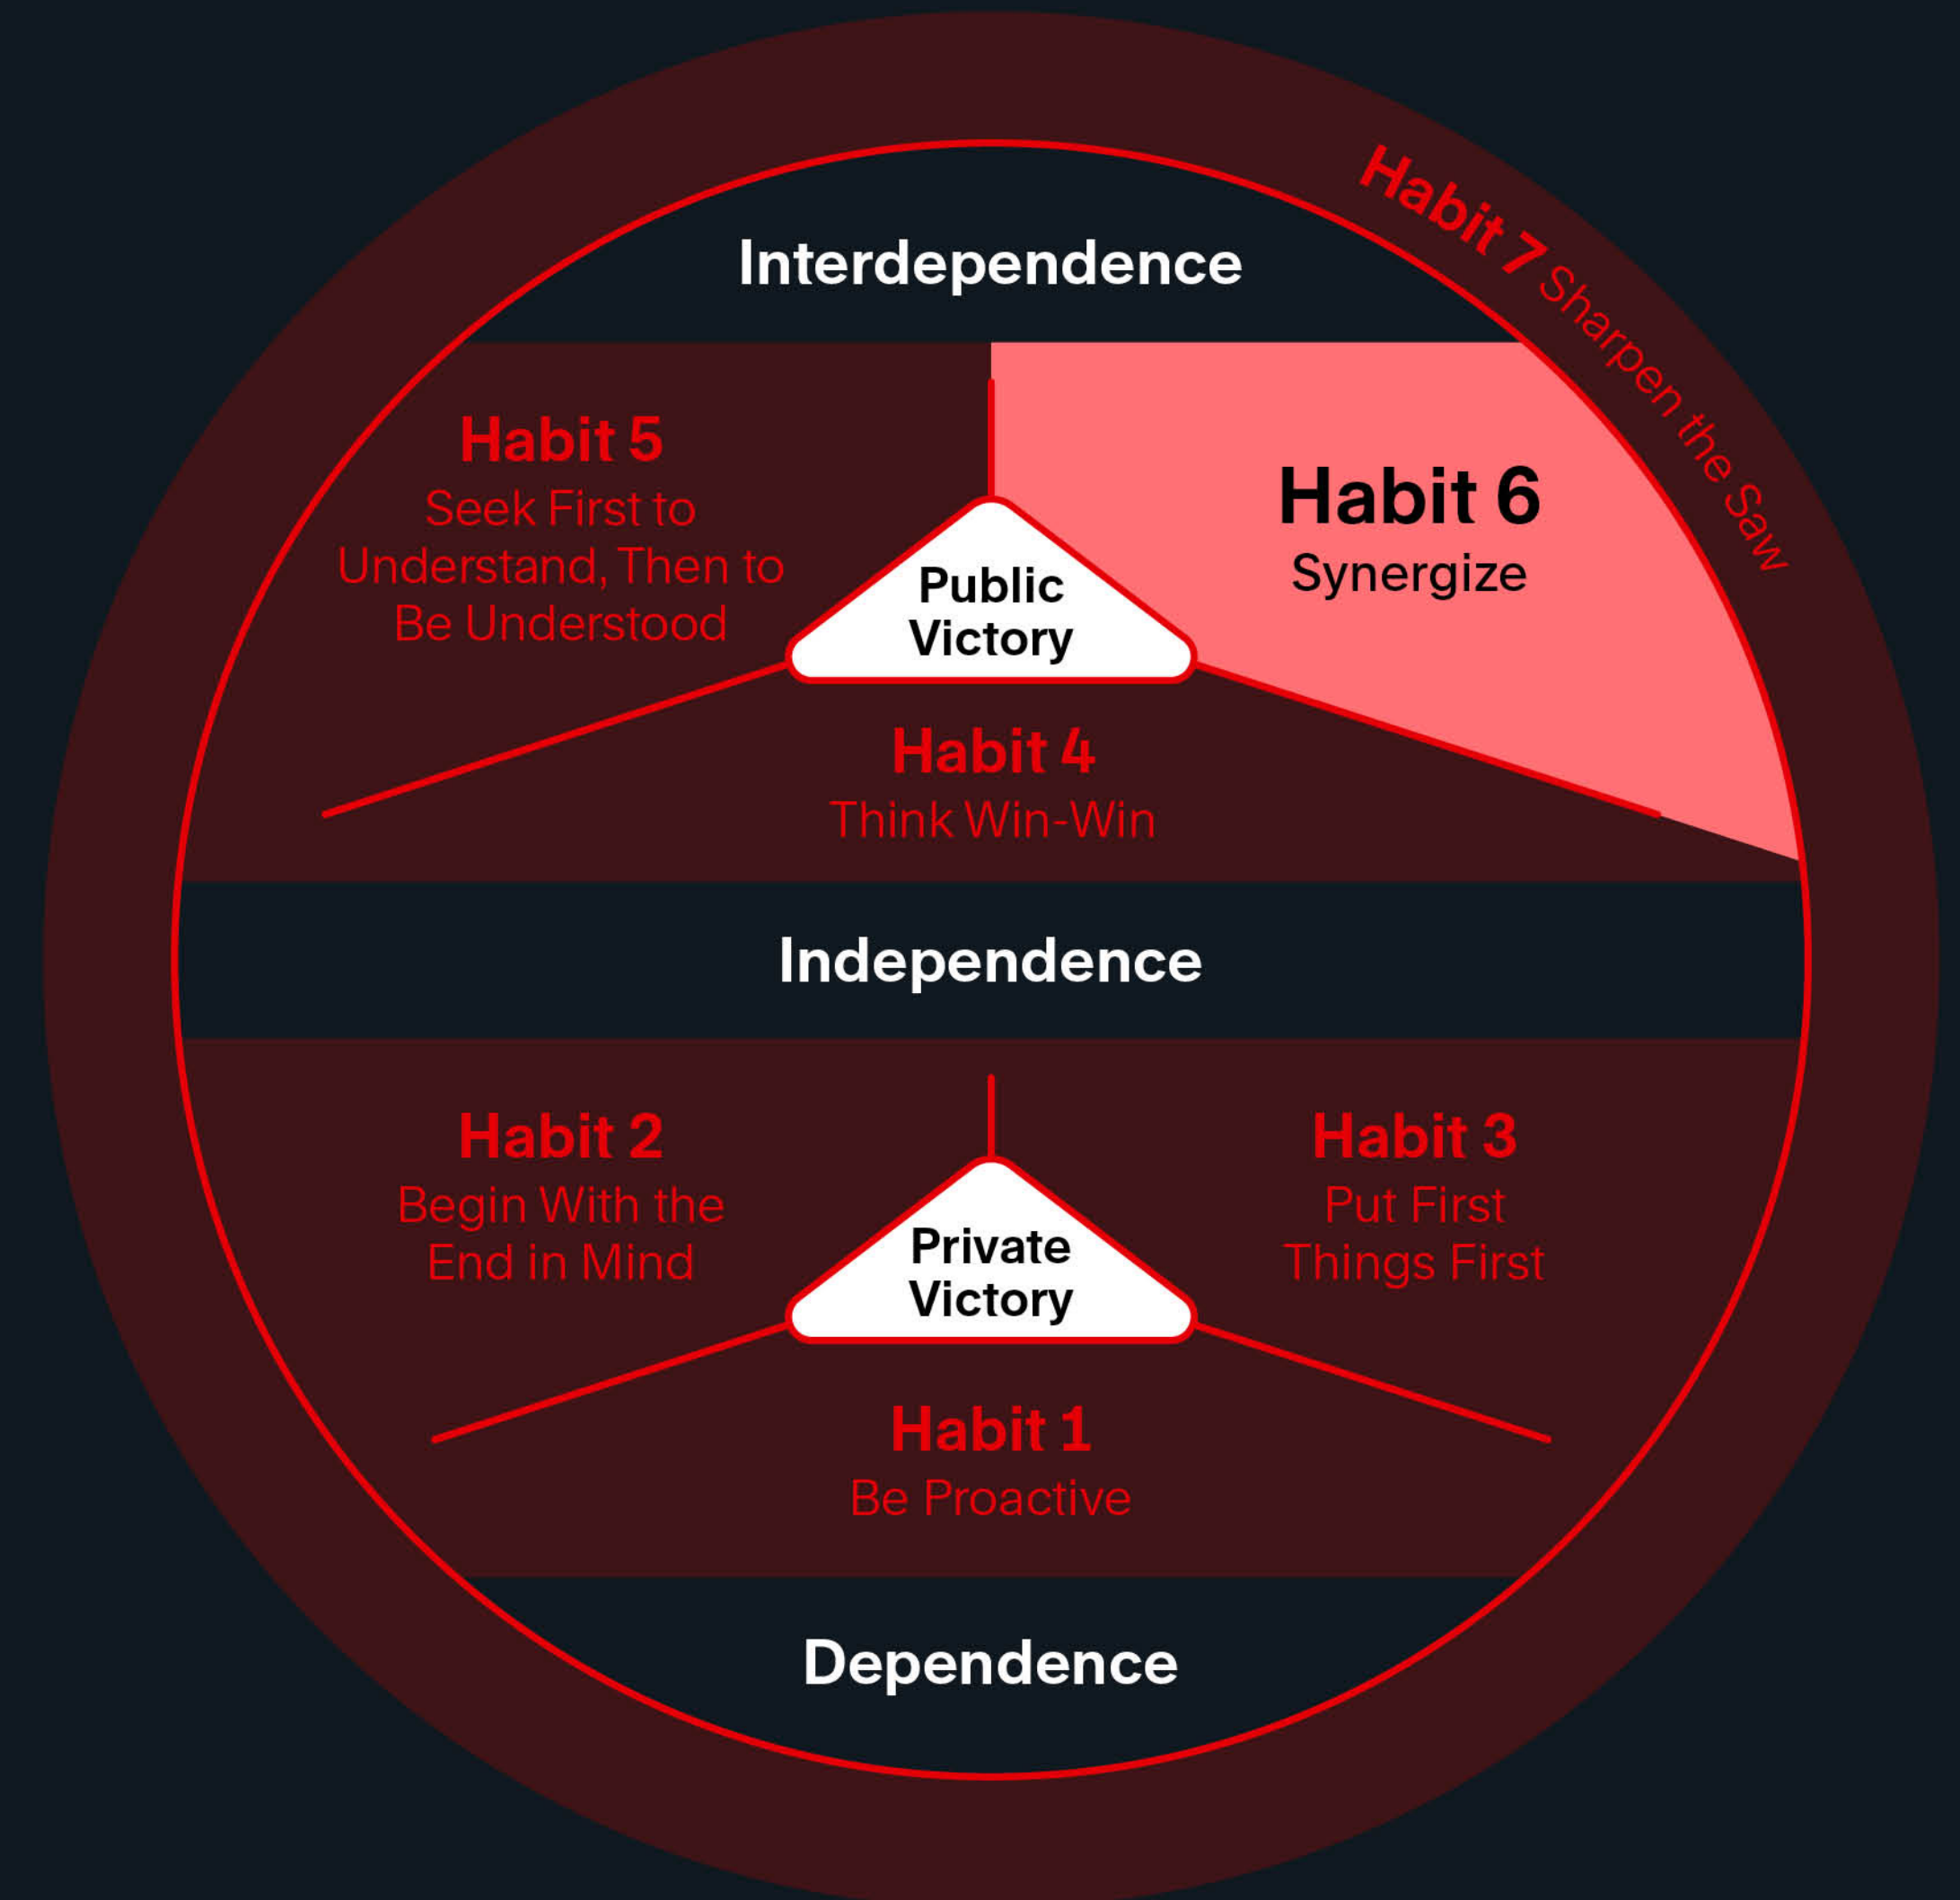 Interdependence
Habit 7 Sharpen the Saw
Habit 5
Seek First to
Understand, Then to
Be Understood
Habit 6
Synergize
Public
Victory
Habit 4
Think Win-Win
Independence
Habit 2
Begin With the
End in Mind
Habit 3
Put First
Things First
Private
Victory
Habit 1
Be Proactive
Dependence